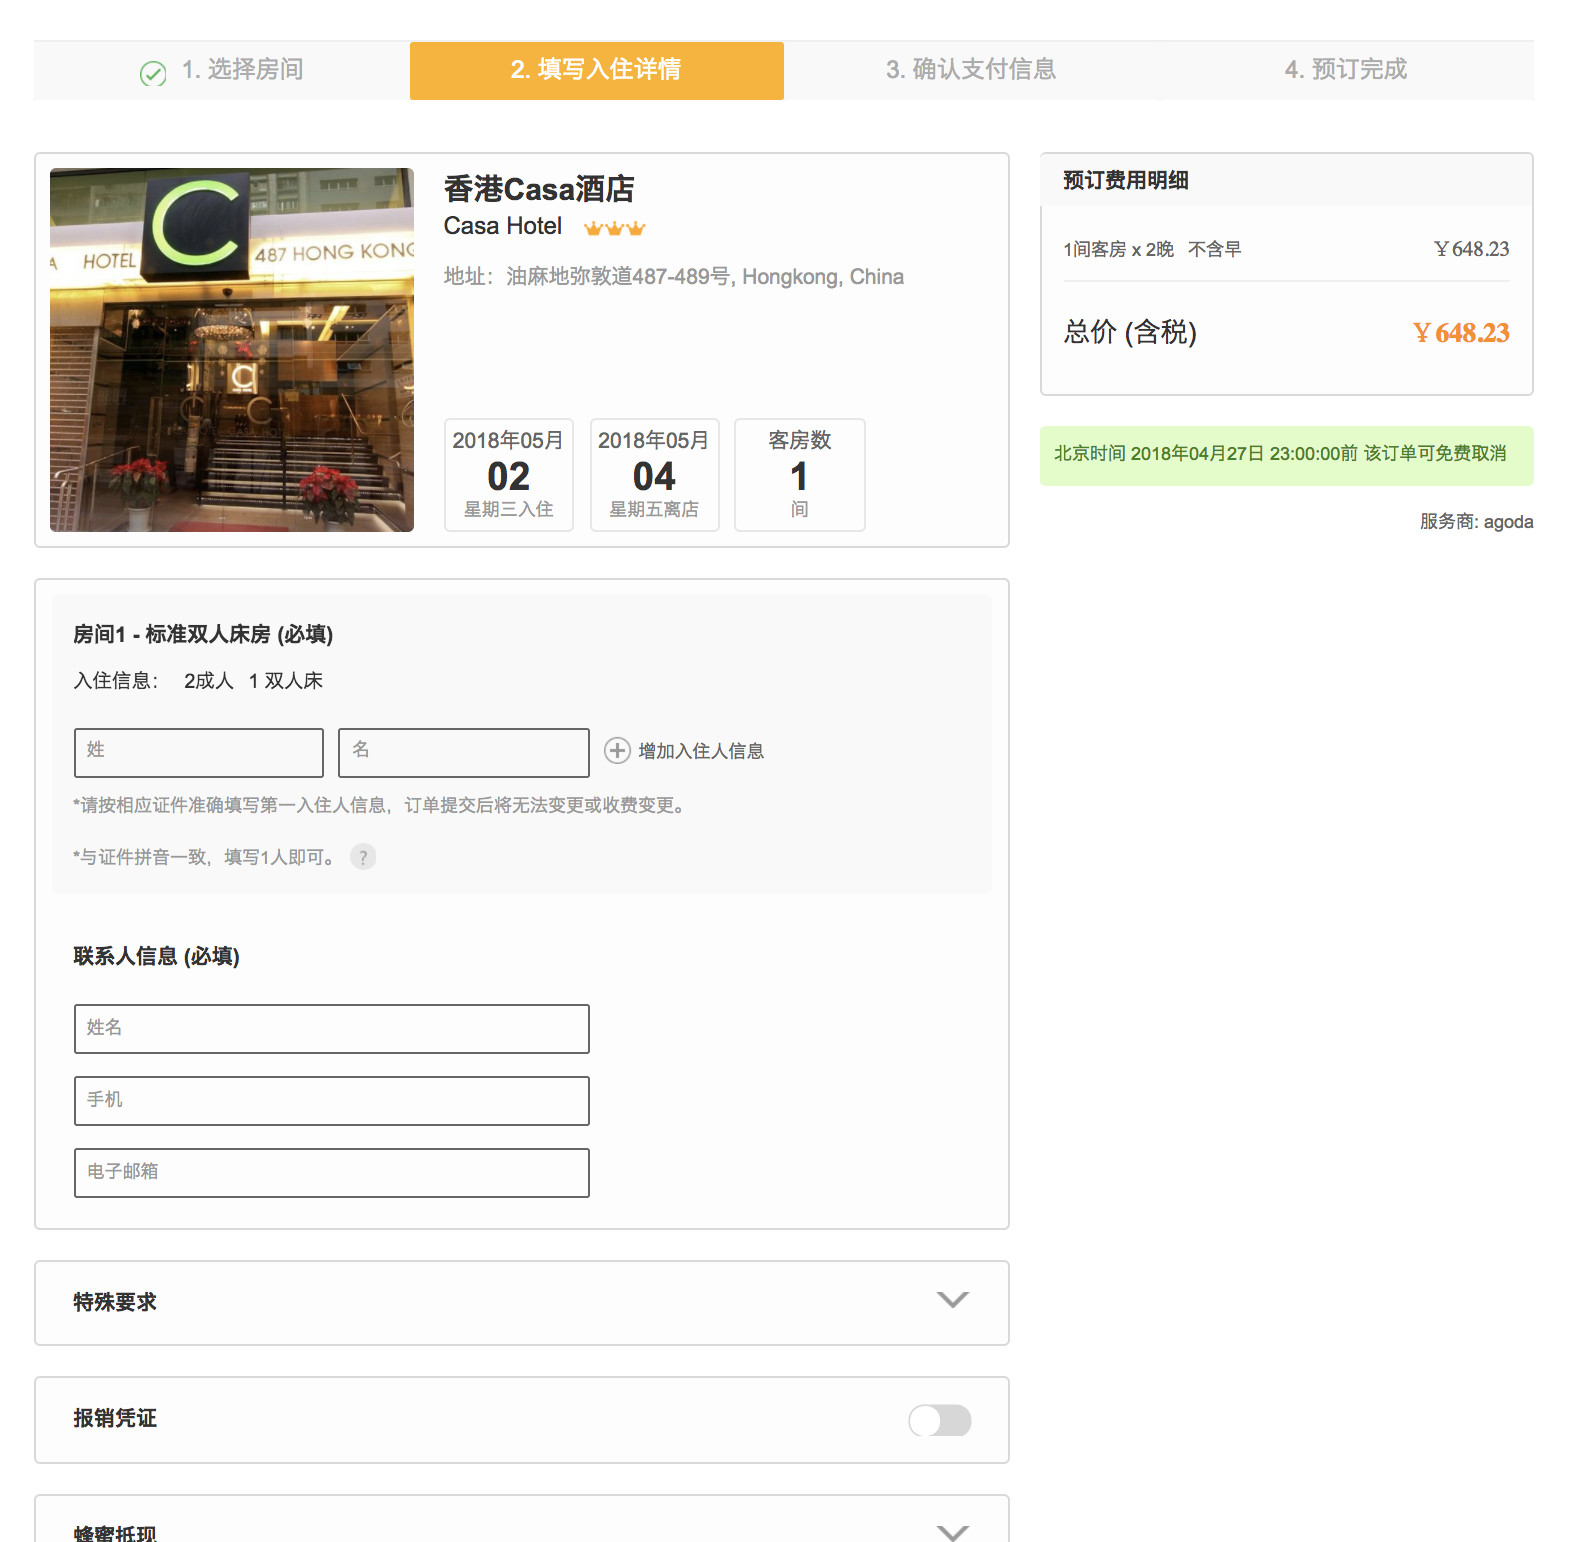 1. 选择房间
2. 填写入住详情
3. 确认支付信息
4. 预订完成
HOTEL
C
487 HONG KONG
C
香港Casa酒店
Casa Hotel
地址：油麻地弥敦道487-489号, Hongkong, China
2018年05月
02
星期三入住
2018年05月
04
星期五离店
客房数
1
间
预订费用明细
1间客房 x 2晚 不含早 ￥648.23
总价 (含税) ￥648.23
北京时间 2018年04月27日 23:00:00前 该订单可免费取消
服务商: agoda
房间1 - 标准双人床房 (必填)
入住信息： 2成人 1 双人床
姓
名
增加入住人信息
*请按相应证件准确填写第一入住人信息，订单提交后将无法变更或收费变更。
*与证件拼音一致，填写1人即可。 ?
联系人信息 (必填)
姓名
手机
电子邮箱
特殊要求
报销凭证
蜂蜜抵现